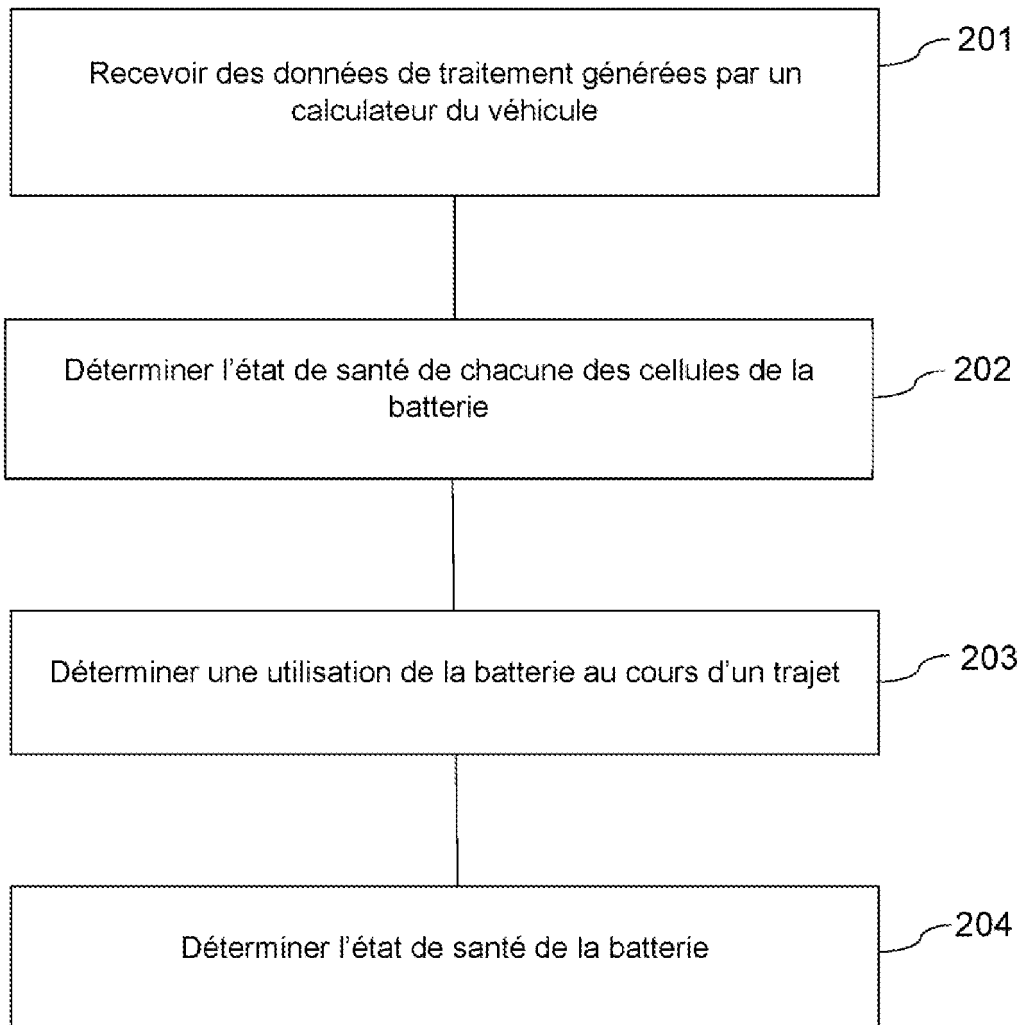 Recevoir des données de traitement générées par un
calculateur du véhicule
201
Déterminer l'état de santé de chacune des cellules de la
batterie
202
Déterminer une utilisation de la batterie au cours d'un trajet
203
Déterminer l'état de santé de la batterie
204